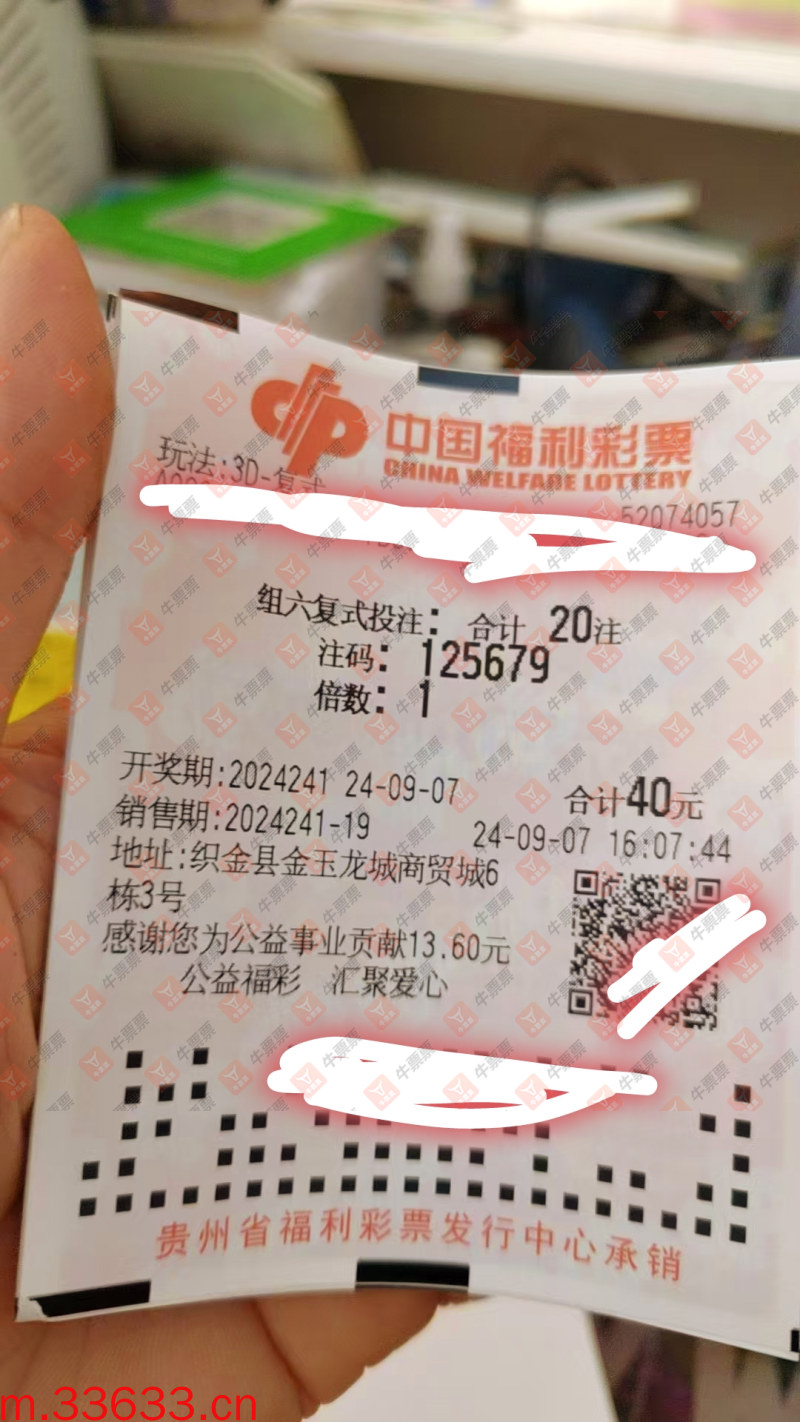 中国福利彩票
CHINA WELFARE LOTTERY
玩法:3D-复式
52074057
组六复式投注: 合计 20注
注码: 125679
倍数: 1
开奖期:2024241 24-09-07 合计40元
销售期:2024241-19 24-09-07 16:07:44
地址:织金县金玉龙城商贸城6
栋3号
感谢您为公益事业贡献13.60元
公益福彩 汇聚爱心
贵州省福利彩票发行中心承销
牛票票
m.33633.cn